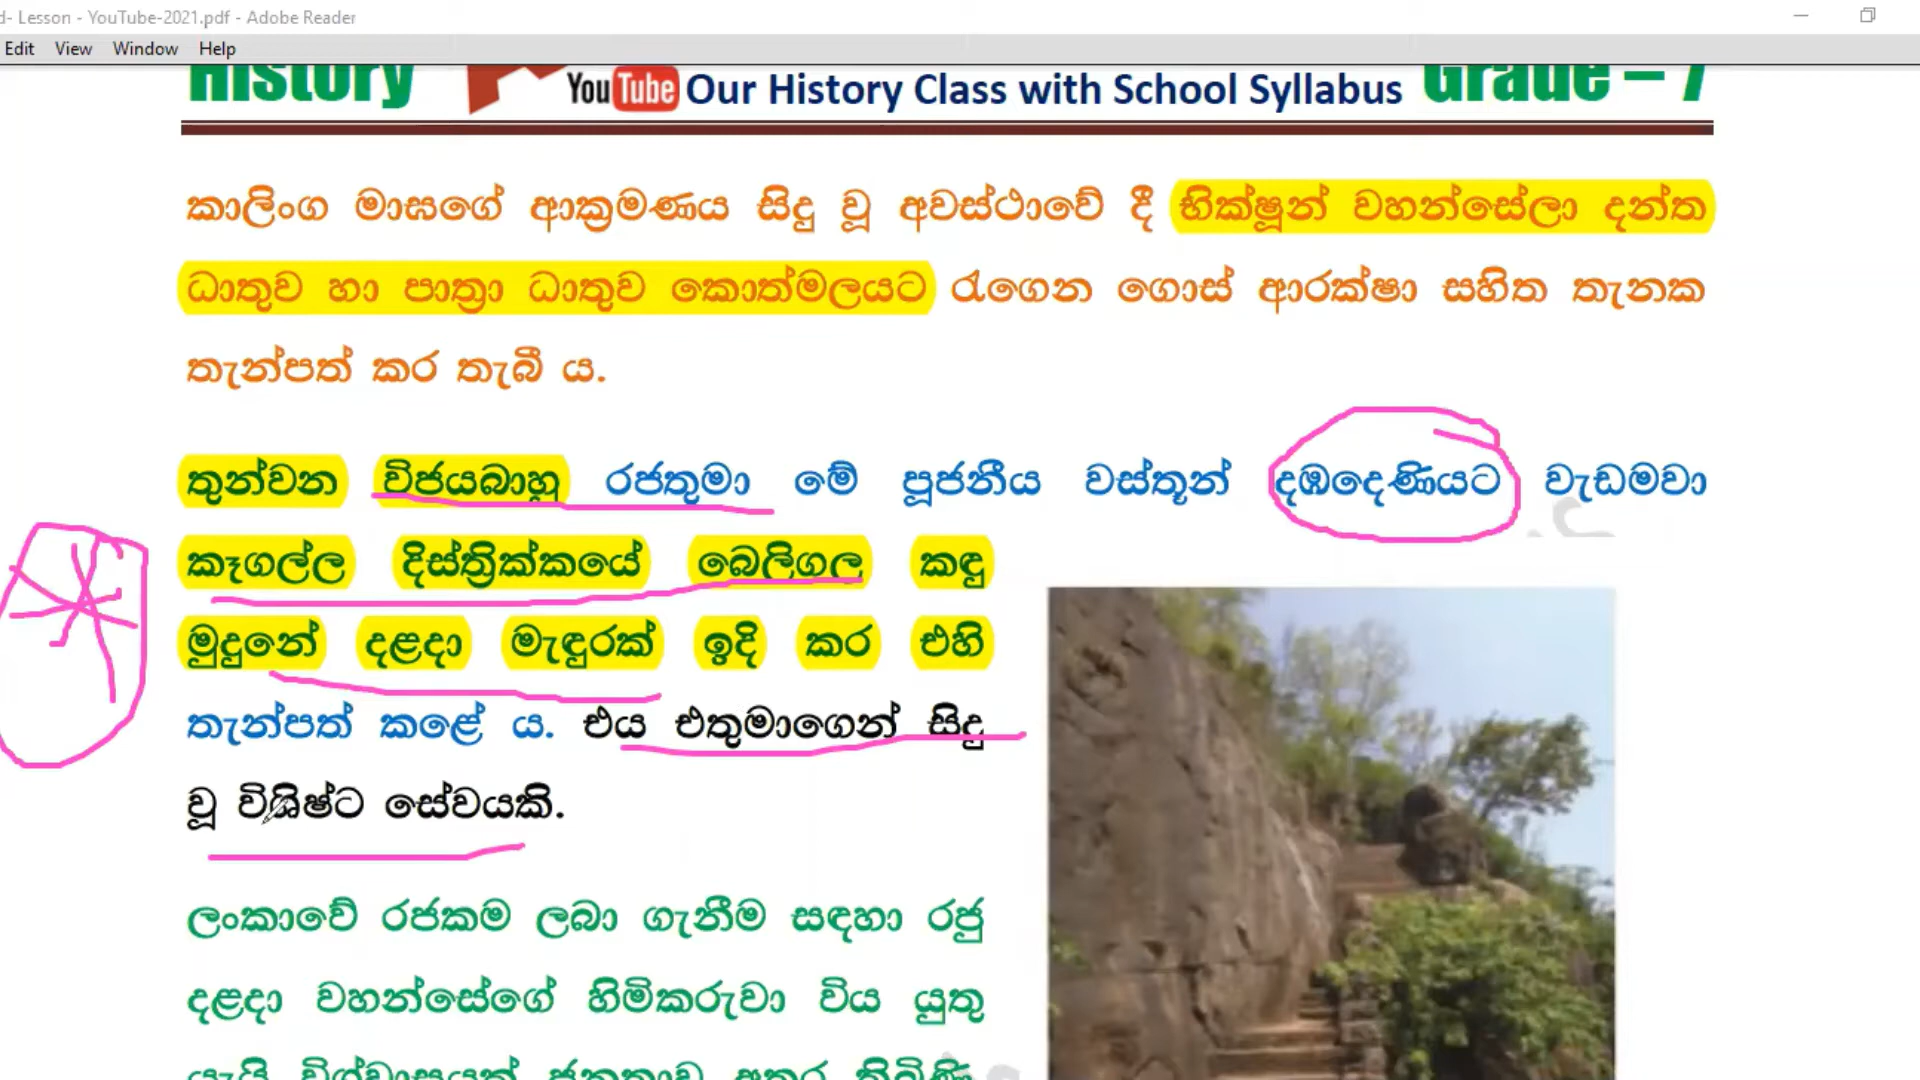 d- Lesson - YouTube-2021.pdf - Adobe Reader
Edit View Window Help
History YouTube Our History Class with School Syllabus Grade – 7
කාලිංග මාඝගේ ආක්‍රමණය සිදු වූ අවස්ථාවේ දී භික්ෂූන් වහන්සේලා දන්ත
ධාතුව හා පාත්‍රා ධාතුව කොත්මලයට රැගෙන ගොස් ආරක්ෂා සහිත තැනක
තැන්පත් කර තැබී ය.
තුන්වන විජයබාහු රජතුමා මේ පූජනීය වස්තූන් දඹදෙණියට වැඩමවා
කෑගල්ල දිස්ත්‍රික්කයේ බෙලිගල කඳු
මුදුනේ දළදා මැඳුරක් ඉදි කර එහි
තැන්පත් කළේ ය. එය එතුමාගෙන් සිදු
වූ විශිෂ්ට සේවයකි.
ලංකාවේ රජකම ලබා ගැනීම සඳහා රජු
දළදා වහන්සේගේ හිමිකරුවා විය යුතු
යැයි විශ්වාසයක් ජනතාව අතර තිබිණි.